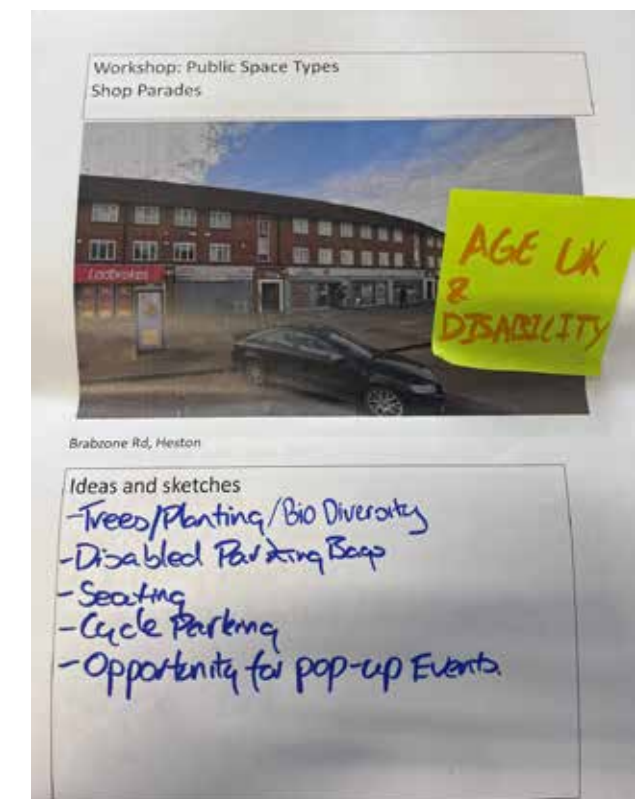 Workshop: Public Space Types
Shop Parades
Ladbrokes
AGE UK
&
DISABILITY
Brabzone Rd, Heston
Ideas and sketches
-Trees/Planting/Bio Diversity
-Disabled Parking Bays
-Seating
-Cycle Parking
-Opportunity for pop-up Events.